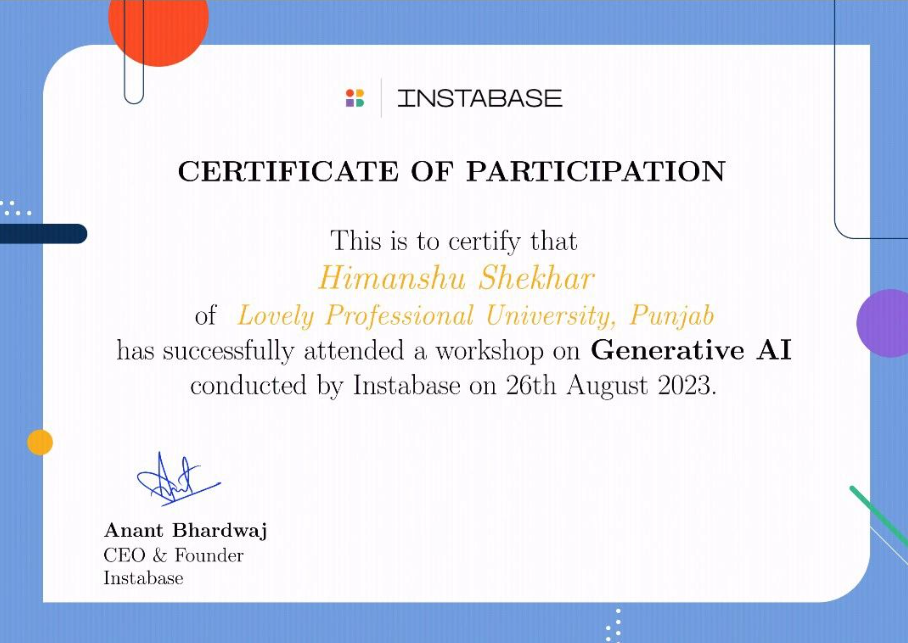 INSTABASE
CERTIFICATE OF PARTICIPATION
This is to certify that
Himanshu Shekhar
of Lovely Professional University, Punjab
has successfully attended a workshop on Generative AI
conducted by Instabase on 26th August 2023.
Anant Bhardwaj
CEO & Founder
Instabase